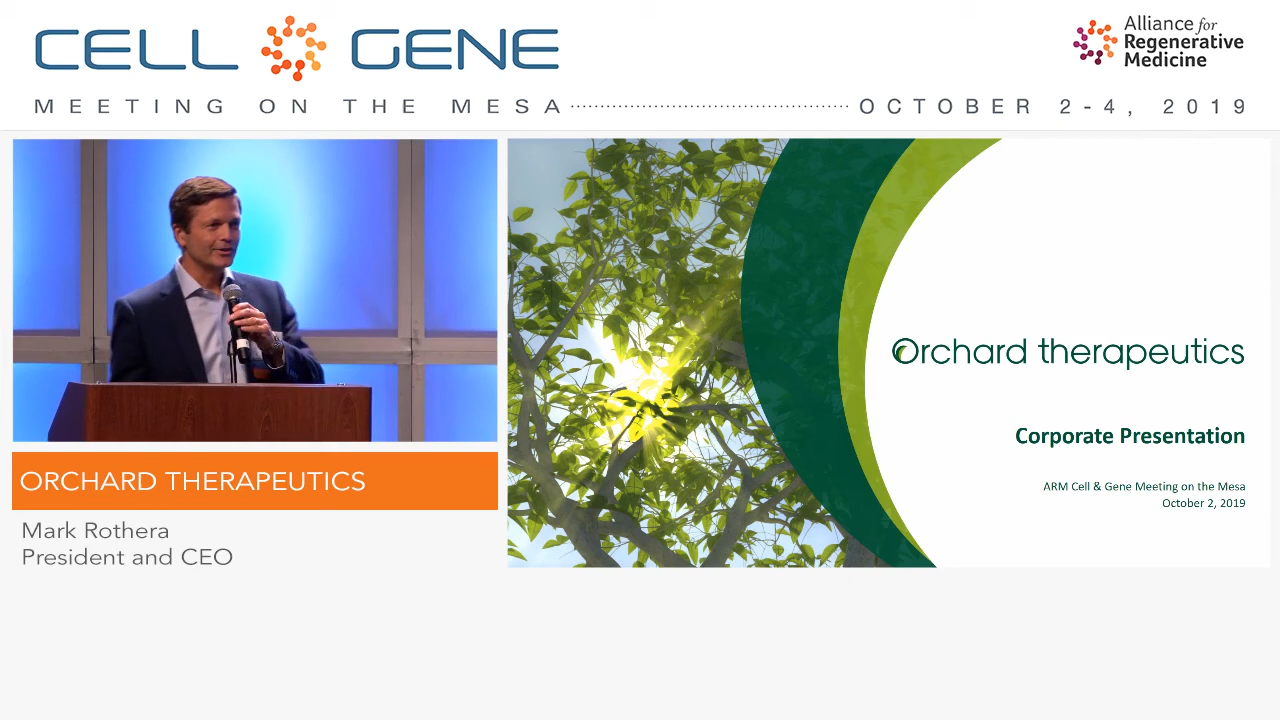 CELL GENE
Alliance for
Regenerative
Medicine
MEETING ON THE MESA
OCTOBER 2-4, 2019
Orchard therapeutics
Corporate Presentation
ARM Cell & Gene Meeting on the Mesa
October 2, 2019
ORCHARD THERAPEUTICS
Mark Rothera
President and CEO